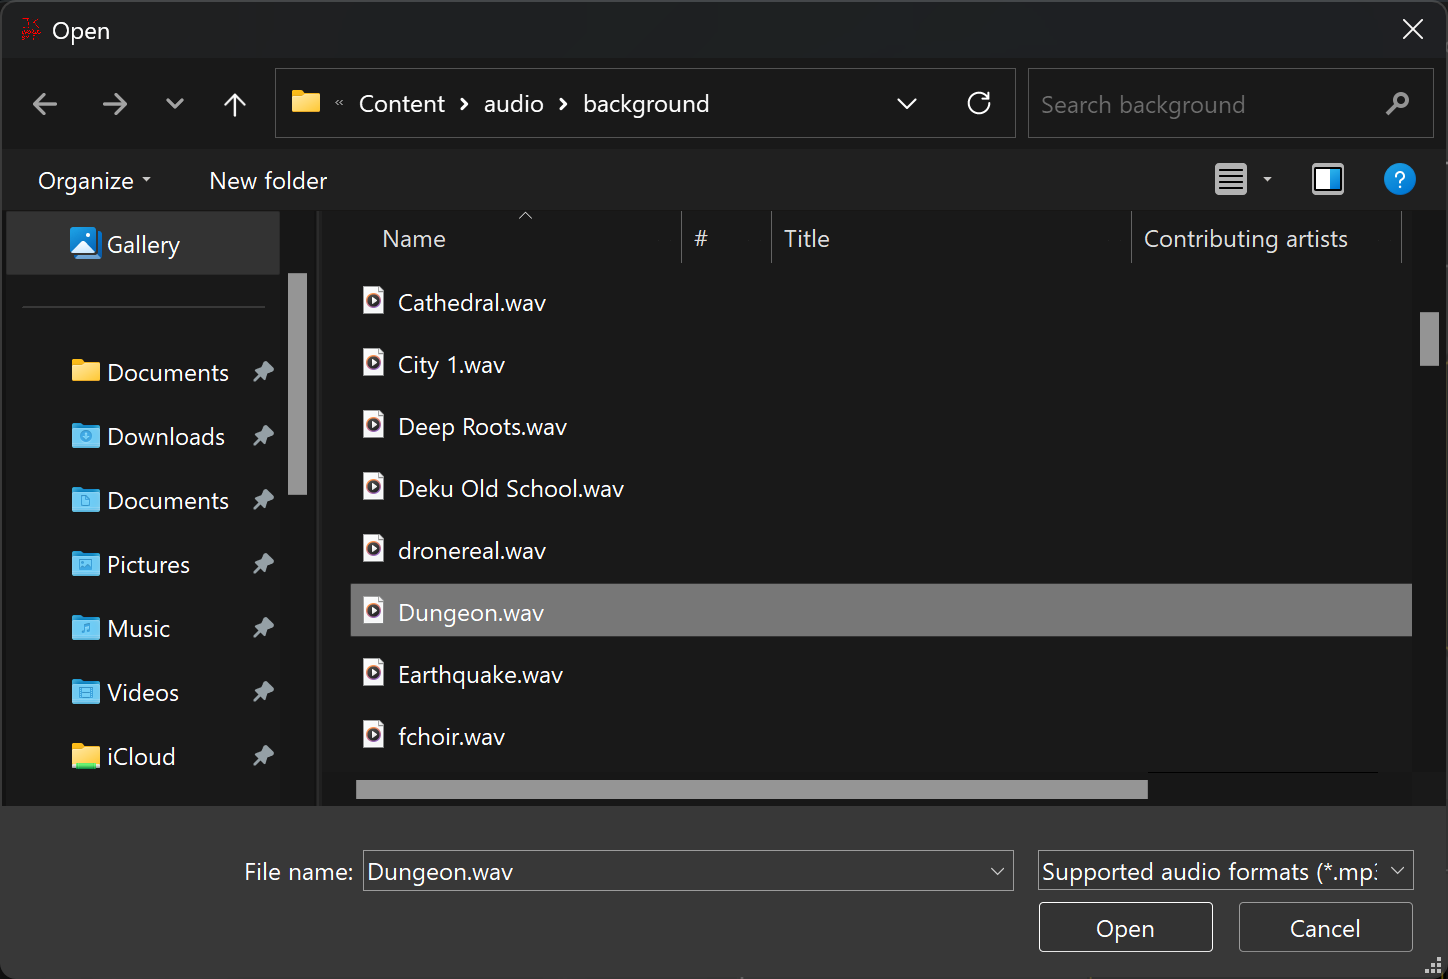 Open
« Content > audio > background
Search background
Organize
New folder
?
Gallery
Documents
Downloads
Documents
Pictures
Music
Videos
iCloud
Name # Title Contributing artists
Cathedral.wav
City 1.wav
Deep Roots.wav
Deku Old School.wav
dronereal.wav
Dungeon.wav
Earthquake.wav
fchoir.wav
File name: Dungeon.wav
Supported audio formats (*.mp3
Open
Cancel